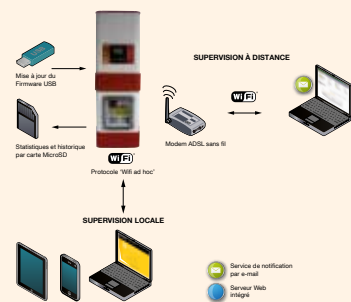 SUPERVISION À DISTANCE
Mise à jour du
Firmware USB
WiFi
Statistiques et historique
par carte MicroSD
Modem ADSL sans fil
WiFi
Protocole "Wifi ad hoc"
SUPERVISION LOCALE
Service de notification
par e-mail
Serveur Web
intégré